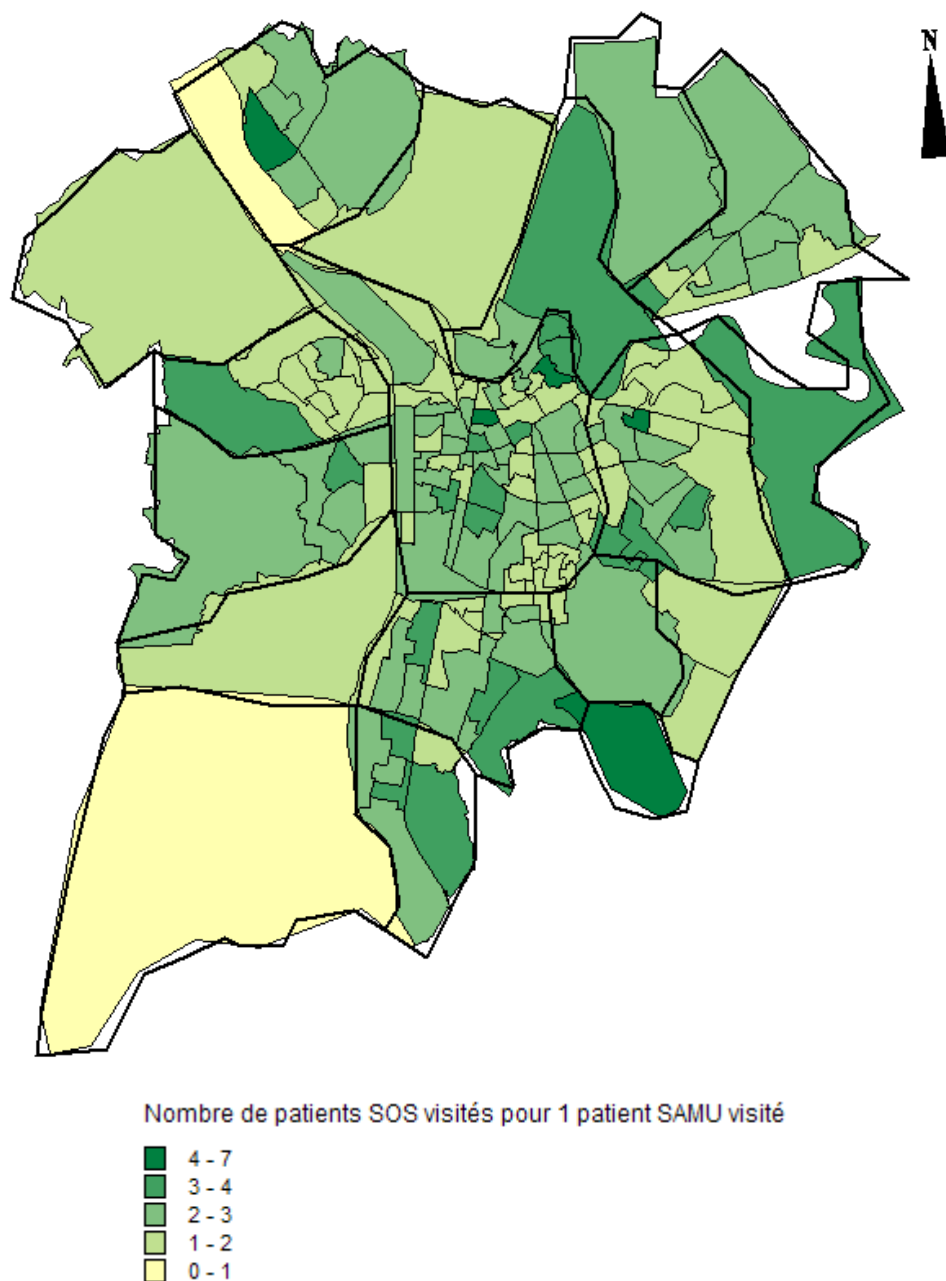 N
Nombre de patients SOS visités pour 1 patient SAMU visité
4 - 7
3 - 4
2 - 3
1 - 2
0 - 1